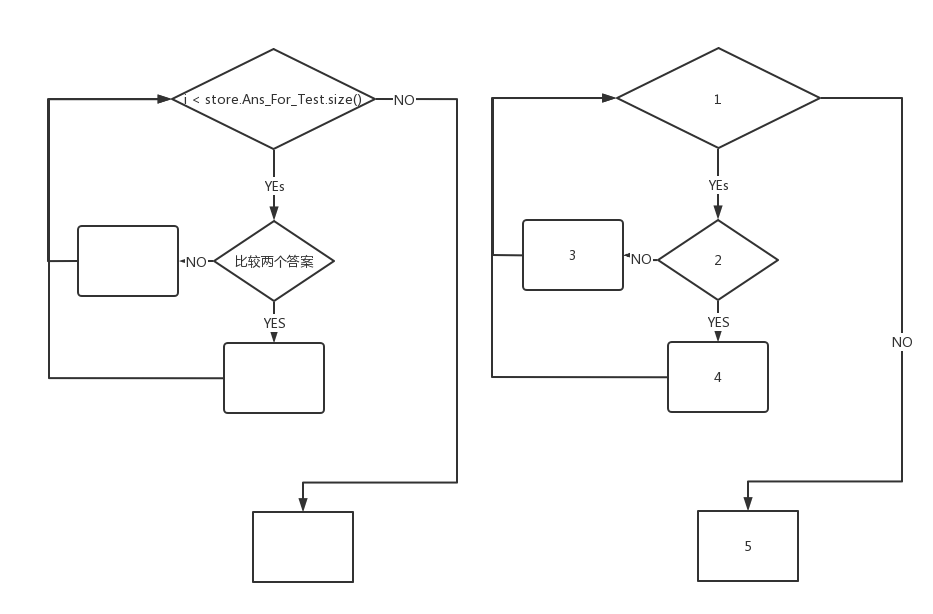 i < store.Ans_For_Test.size()
NO
YEs
NO
比较两个答案
YES
1
YEs
3
NO
2
YES
NO
4
5